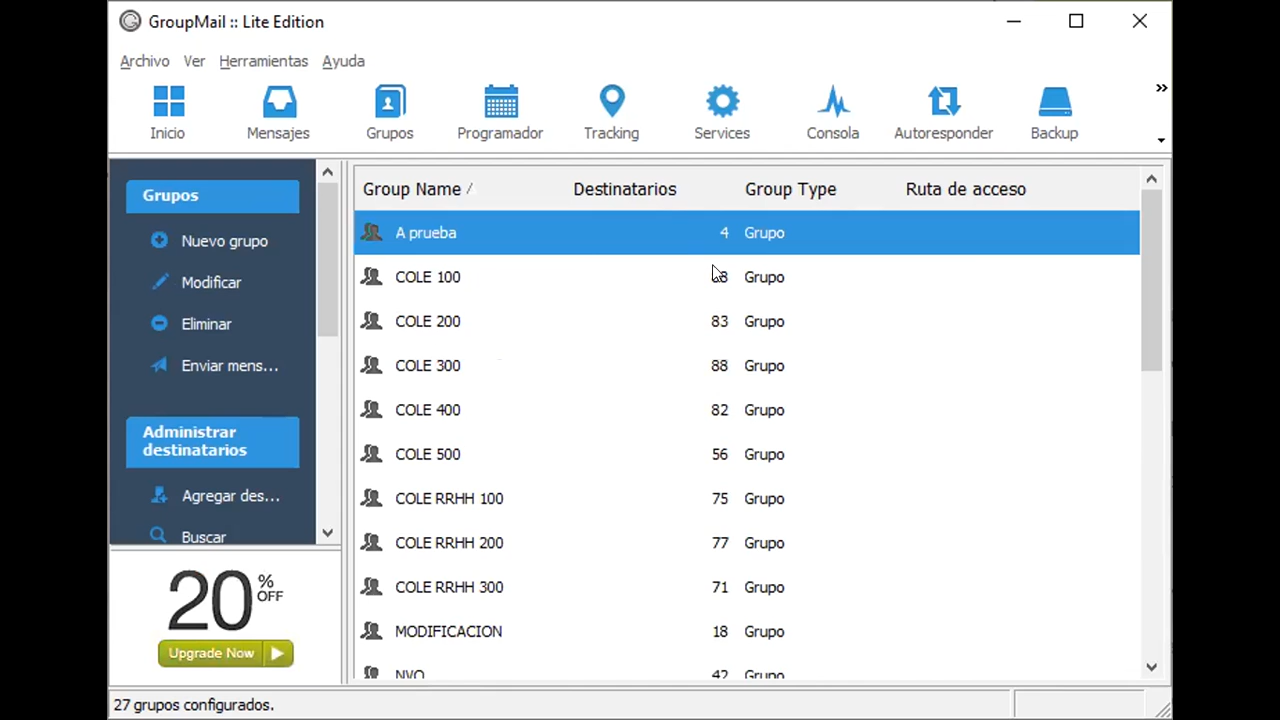 GroupMail :: Lite Edition
Archivo Ver Herramientas Ayuda
Inicio Mensajes Grupos Programador Tracking Services Consola Autoresponder Backup
Grupos
Nuevo grupo
Modificar
Eliminar
Enviar mens...
Administrar
destinatarios
Agregar des...
Buscar
20 % OFF
Upgrade Now
Group Name / Destinatarios Group Type Ruta de acceso
A prueba 4 Grupo
COLE 100 Grupo
COLE 200 83 Grupo
COLE 300 88 Grupo
COLE 400 82 Grupo
COLE 500 56 Grupo
COLE RRHH 100 75 Grupo
COLE RRHH 200 77 Grupo
COLE RRHH 300 71 Grupo
MODIFICACION 18 Grupo
NVO 42 Grupo
27 grupos configurados.